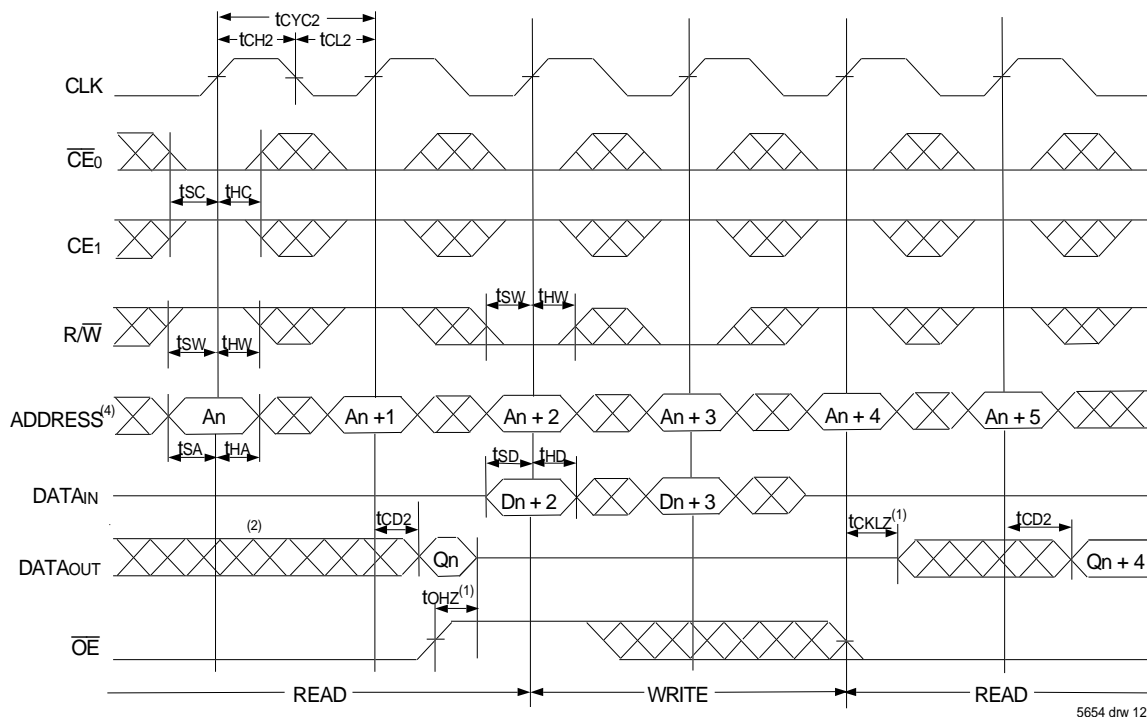 tCYC2
tCH2 tCL2
CLK
CE0
tSC tHC
CE1
tSW tHW
R/W
tSW tHW
ADDRESS(4) An An +1 An + 2 An + 3 An + 4 An + 5
tSA tHA tSD tHD
DATAIN Dn + 2 Dn + 3
(2) tCD2 tCKLZ(1) tCD2
DATAOUT Qn Qn + 4
tOHZ(1)
OE
READ WRITE READ
5654 drw 12